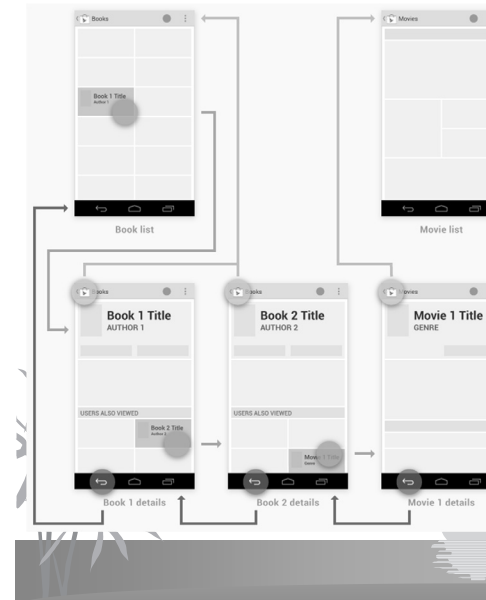 Books
Movies
Book 1 Title
Author 1
Book list
Movie list
Books
Movies
Book 1 Title
AUTHOR 1
Book 2 Title
AUTHOR 2
Movie 1 Title
GENRE
USERS ALSO VIEWED
USERS ALSO VIEWED
Book 2 Title
Author 2
Movie 1 Title
Genre
Book 1 details
Book 2 details
Movie 1 details